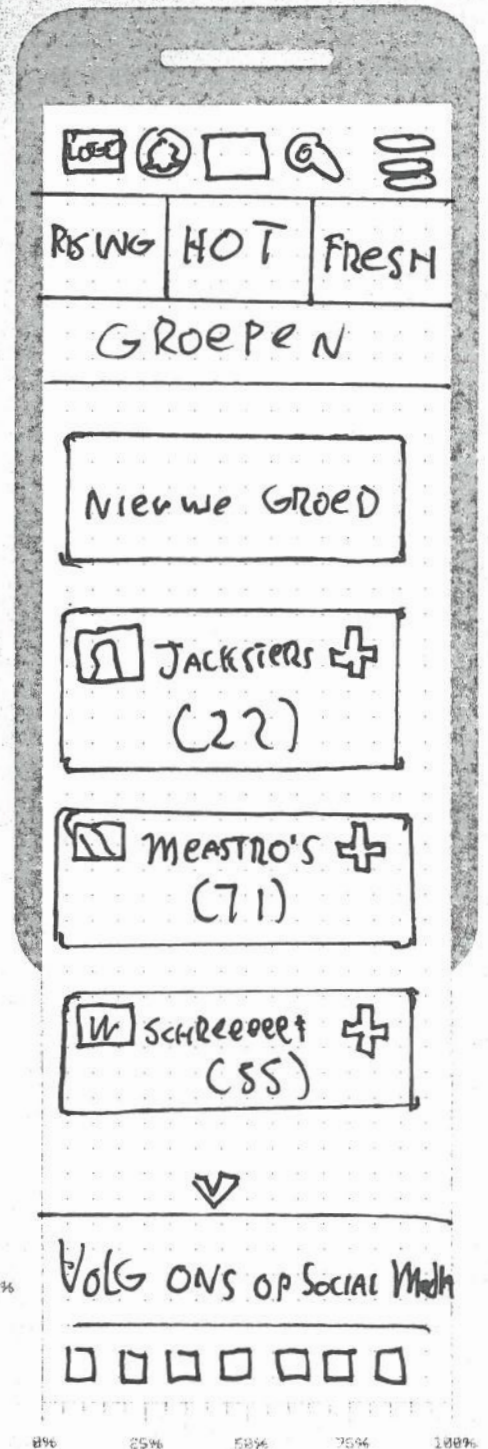 LOGO
RISING HOT FRESH
GROEPEN
NIEUWE GROEP
JACKSIERS
(22)
MEASTRO'S
(71)
W SCHREEEEF
(55)
VOLG ONS OP SOCIAL Media
%
0% 25% 50% 75% 100%